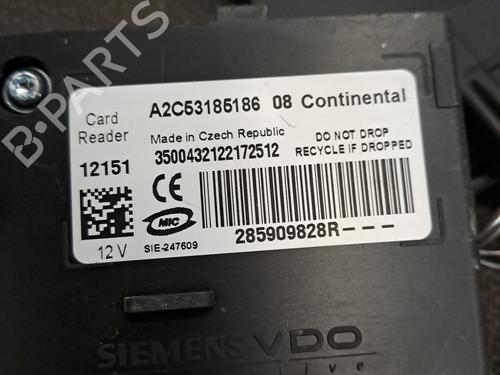 Card Reader
A2C53185186 08 Continental
Made in Czech Republic
DO NOT DROP
RECYCLE IF DROPPED
12151
3500432122172512
MIC
12 V
SIE-247609
285909828R---
SIEMENS VDO
B-PARTS